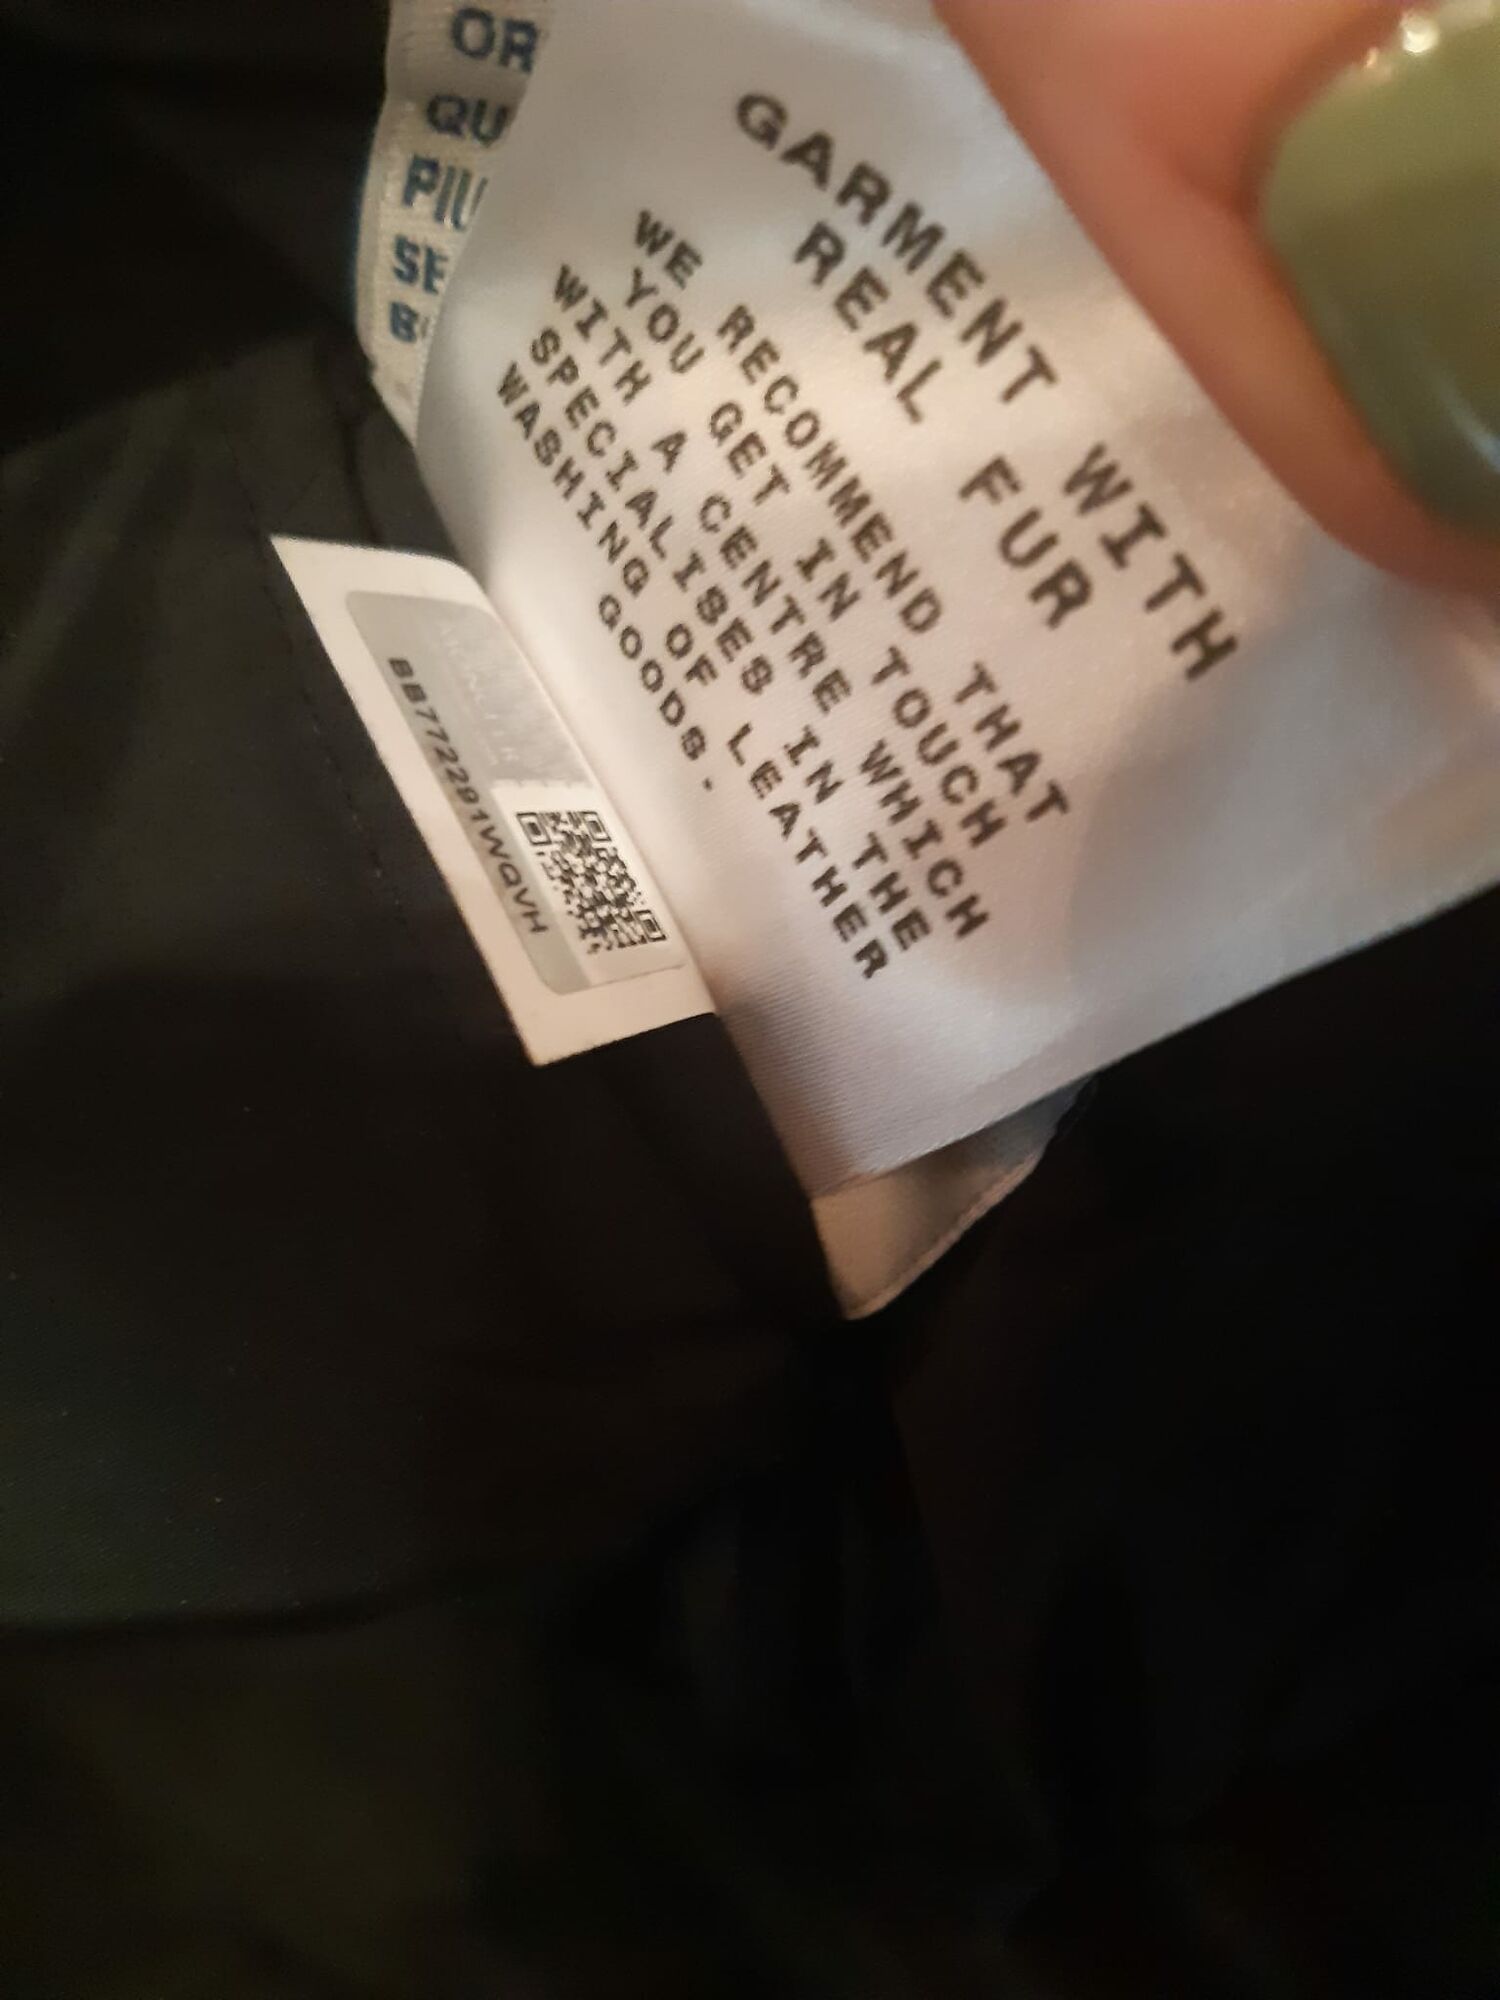 OR
QU
PIU
SE
GARMENT WITH
REAL FUR
WE RECOMMEND THAT
YOU GET IN TOUCH
WITH A CENTRE WHICH
SPECIALISES IN THE
WASHING OF LEATHER
GOODS.
BB772291WQVH